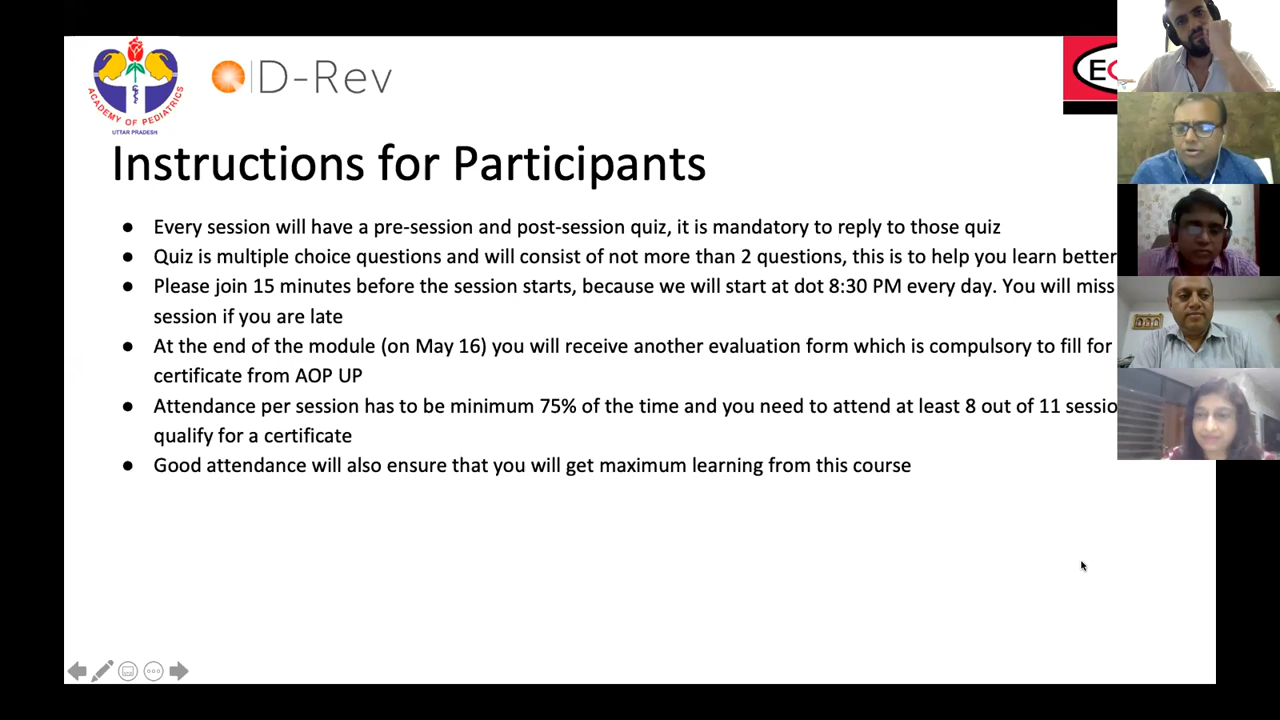 ACADEMY OF PEDIATRICS
UTTAR PRADESH
D-Rev
Instructions for Participants
● Every session will have a pre-session and post-session quiz, it is mandatory to reply to those quiz
● Quiz is multiple choice questions and will consist of not more than 2 questions, this is to help you learn better
● Please join 15 minutes before the session starts, because we will start at dot 8:30 PM every day. You will miss
session if you are late
● At the end of the module (on May 16) you will receive another evaluation form which is compulsory to fill for
certificate from AOP UP
● Attendance per session has to be minimum 75% of the time and you need to attend at least 8 out of 11
qualify for a certificate
● Good attendance will also ensure that you will get maximum learning from this course